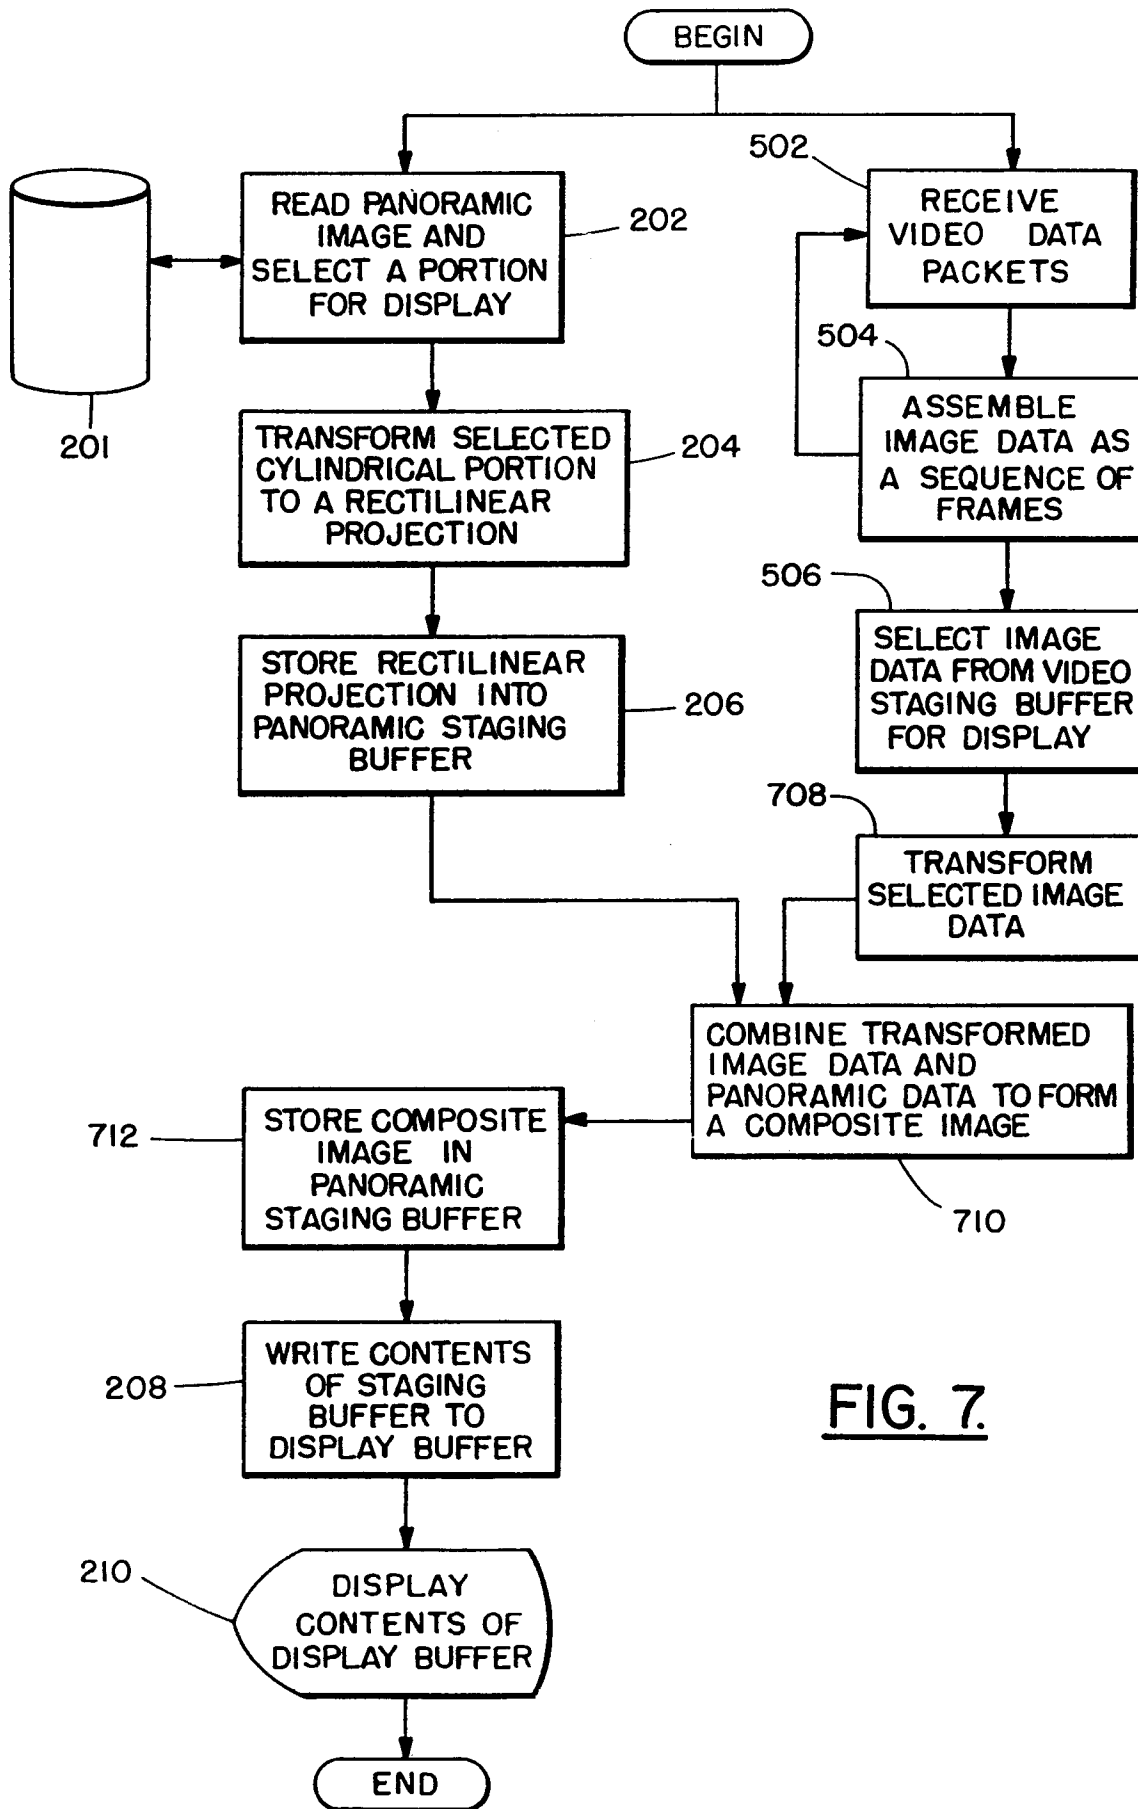 BEGIN
READ PANORAMIC
IMAGE AND
SELECT A PORTION
FOR DISPLAY
202
201
TRANSFORM SELECTED
CYLINDRICAL PORTION
TO A RECTILINEAR
PROJECTION
204
STORE RECTILINEAR
PROJECTION INTO
PANORAMIC STAGING
BUFFER
206
502
RECEIVE
VIDEO DATA
PACKETS
504
ASSEMBLE
IMAGE DATA AS
A SEQUENCE OF
FRAMES
506
SELECT IMAGE
DATA FROM VIDEO
STAGING BUFFER
FOR DISPLAY
708
TRANSFORM
SELECTED IMAGE
DATA
COMBINE TRANSFORMED
IMAGE DATA AND
PANORAMIC DATA TO FORM
A COMPOSITE IMAGE
710
712
STORE COMPOSITE
IMAGE IN
PANORAMIC
STAGING BUFFER
208
WRITE CONTENTS
OF STAGING
BUFFER TO
DISPLAY BUFFER
210
DISPLAY
CONTENTS OF
DISPLAY BUFFER
END
FIG. 7.